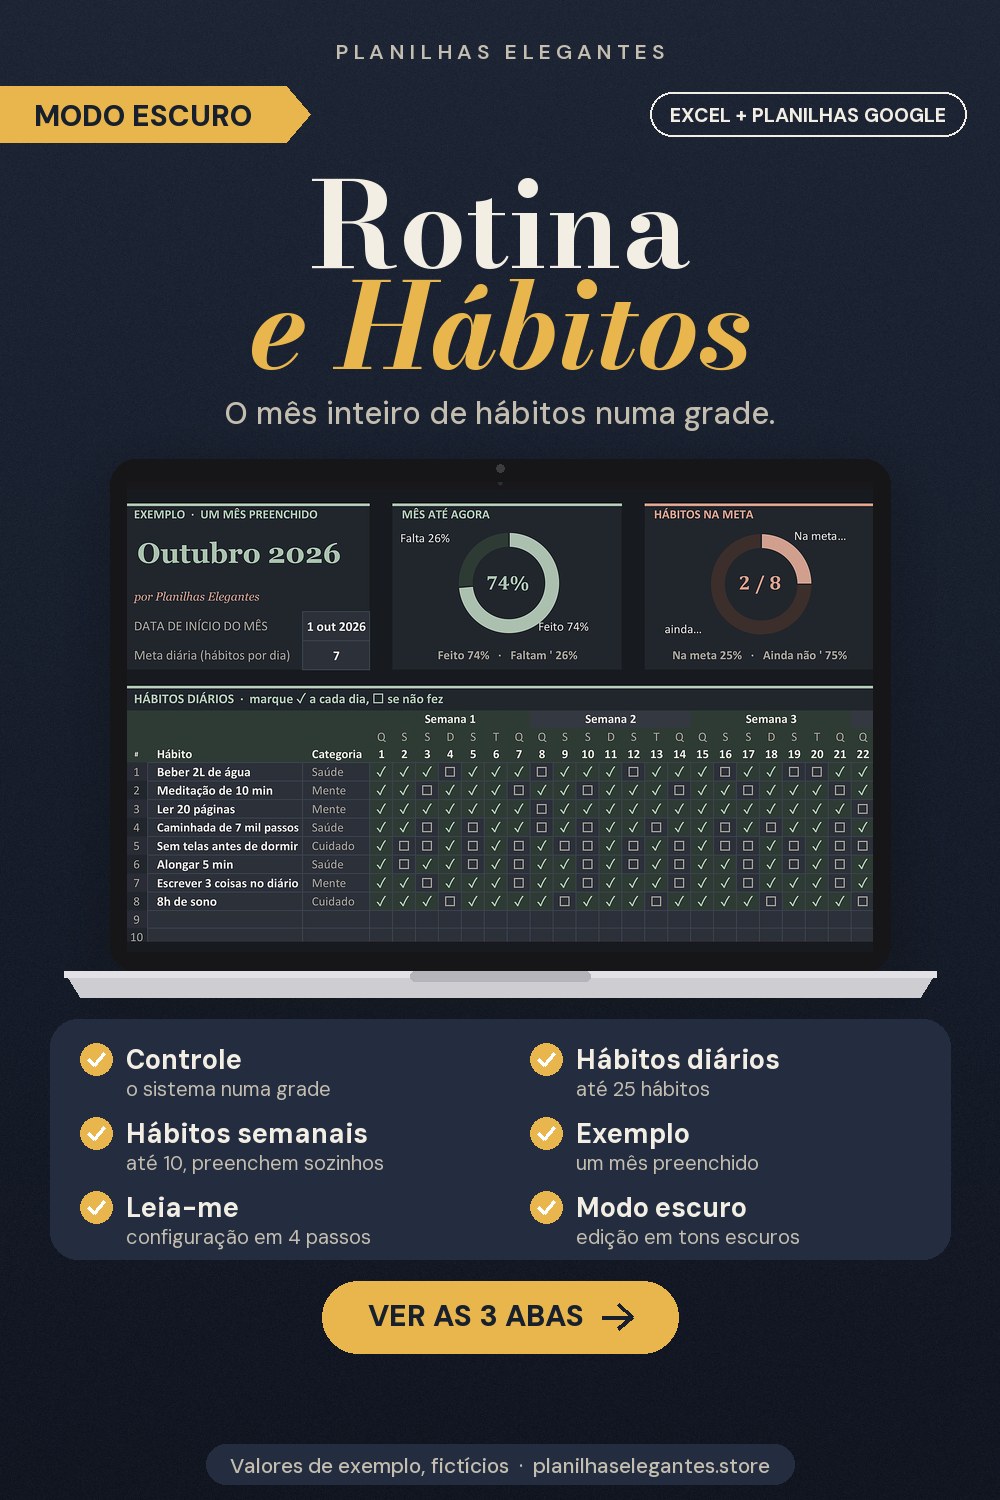 PLANILHAS ELEGANTES
MODO ESCURO
EXCEL + PLANILHAS GOOGLE
Rotina
e Hábitos
O mês inteiro de hábitos numa grade.
EXEMPLO · UM MÊS PREENCHIDO
Outubro 2026
por Planilhas Elegantes
DATA DE INÍCIO DO MÊS 1 out 2026
Meta diária (hábitos por dia) 7
MÊS ATÉ AGORA
Falta 26%
74%
Feito 74%
Feito 74% · Faltam ' 26%
HÁBITOS NA META
Na meta...
2 / 8
ainda...
Na meta 25% · Ainda não ' 75%
HÁBITOS DIÁRIOS · marque ✓ a cada dia, ☐ se não fez
Semana 1 Semana 2 Semana 3
Q S S D S T Q Q S S D S T Q Q S S D S T Q Q
# Hábito Categoria 1 2 3 4 5 6 7 8 9 10 11 12 13 14 15 16 17 18 19 20 21 22
1 Beber 2L de água Saúde
2 Meditação de 10 min Mente
3 Ler 20 páginas Mente
4 Caminhada de 7 mil passos Saúde
5 Sem telas antes de dormir Cuidado
6 Alongar 5 min Saúde
7 Escrever 3 coisas no diário Mente
8 8h de sono Cuidado
9
10
Controle
o sistema numa grade
Hábitos diários
até 25 hábitos
Hábitos semanais
até 10, preenchem sozinhos
Exemplo
um mês preenchido
Leia-me
configuração em 4 passos
Modo escuro
edição em tons escuros
VER AS 3 ABAS →
Valores de exemplo, fictícios · planilhaselegantes.store